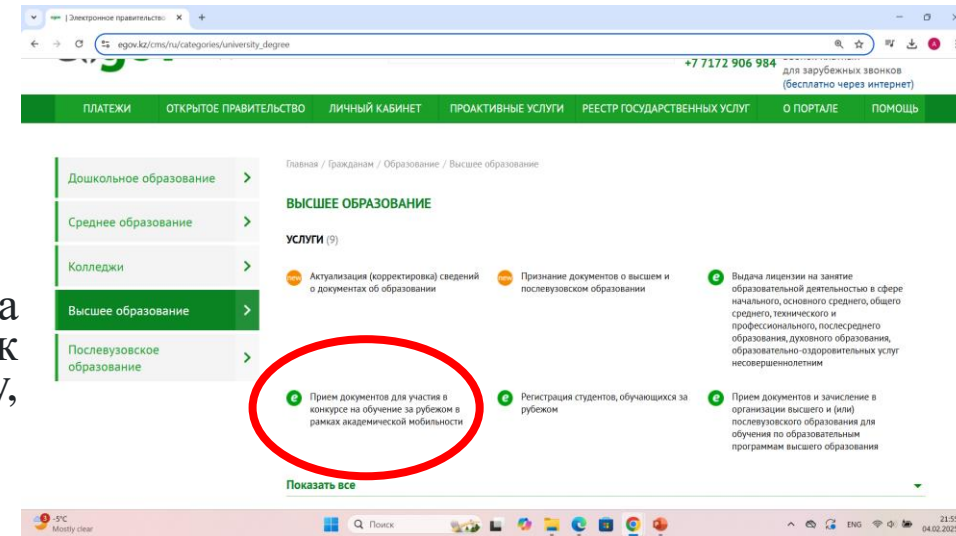 | Электронное правительство
egov.kz/cms/ru/categories/university_degree
+7 7172 906 984
для зарубежных звонков
(бесплатно через интернет)
ПЛАТЕЖИ ОТКРЫТОЕ ПРАВИТЕЛЬСТВО ЛИЧНЫЙ КАБИНЕТ ПРОАКТИВНЫЕ УСЛУГИ РЕЕСТР ГОСУДАРСТВЕННЫХ УСЛУГ О ПОРТАЛЕ ПОМОЩЬ
Дошкольное образование
Среднее образование
Колледжи
Высшее образование
Послевузовское
образование
а
к
у,
Главная / Гражданам / Образование / Высшее образование
ВЫСШЕЕ ОБРАЗОВАНИЕ
УСЛУГИ (9)
new
Актуализация (корректировка) сведений
о документах об образовании
new
Признание документов о высшем и
послевузовском образовании
e
Выдача лицензии на занятие
образовательной деятельностью в сфере
начального, основного среднего, общего
среднего, технического и
профессионального, послесреднего
образования, духовного образования,
образовательно-оздоровительных услуг
несовершеннолетним
e
Прием документов для участия в
конкурсе на обучение за рубежом в
рамках академической мобильности
e
Регистрация студентов, обучающихся за
рубежом
e
Прием документов и зачисление в
организации высшего и (или)
послевузовского образования для
обучения по образовательным
программам высшего образования
Показать все
3
-5°C
Mostly clear
Поиск
ENG
21:55
04.02.2025